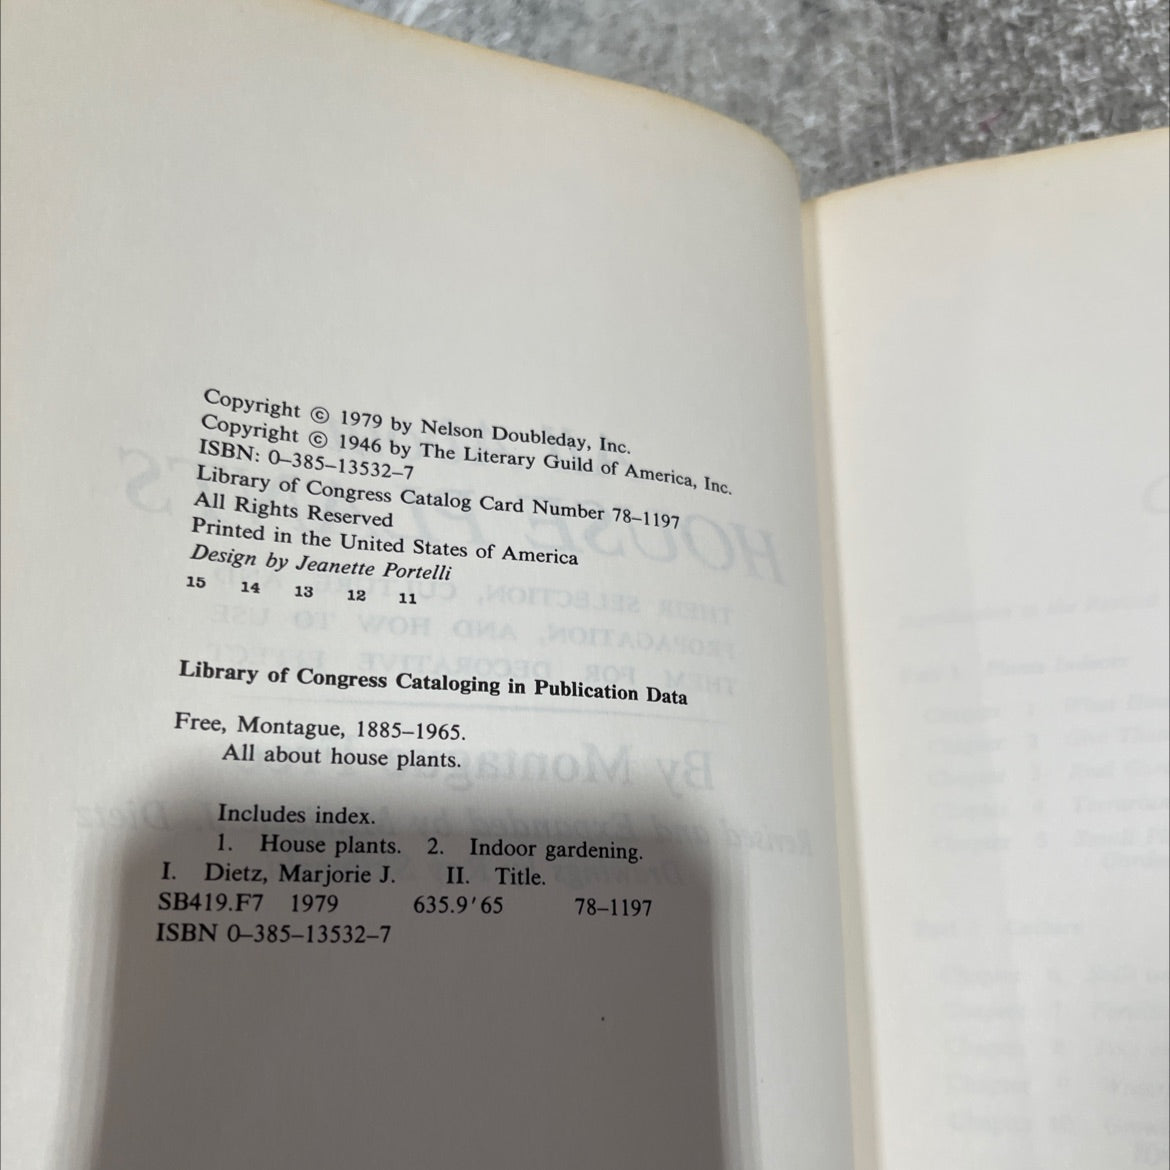 Copyright © 1979 by Nelson Doubleday, Inc.
Copyright © 1946 by The Literary Guild of America, Inc.
ISBN: 0–385–13532–7
Library of Congress Catalog Card Number 78–1197
All Rights Reserved
Printed in the United States of America
Design by Jeanette Portelli
15 14 13 12 11
Library of Congress Cataloging in Publication Data
Free, Montague, 1885–1965.
All about house plants.
Includes index.
1. House plants. 2. Indoor gardening.
I. Dietz, Marjorie J. II. Title.
SB419.F7 1979 635.9′65 78–1197
ISBN 0–385–13532–7